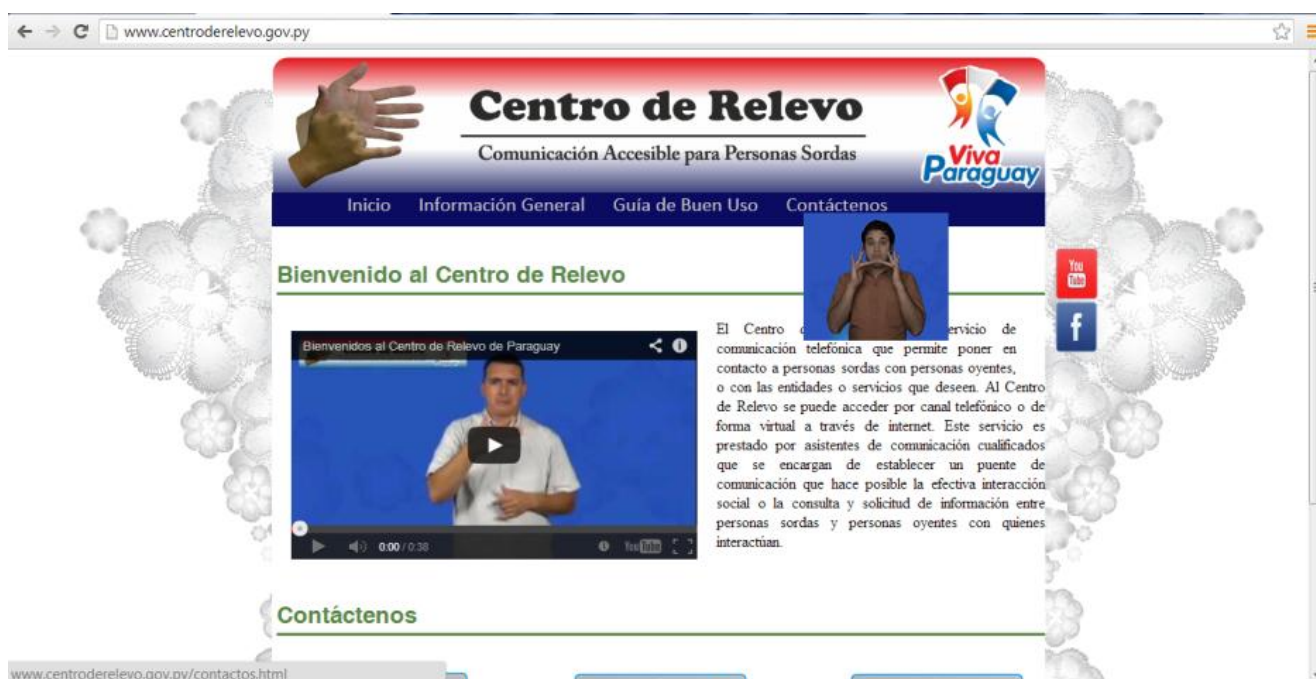 www.centroderelevo.gov.py
Centro de Relevo
Comunicación Accesible para Personas Sordas
Viva
Paraguay
Inicio Información General Guía de Buen Uso Contáctenos
Bienvenido al Centro de Relevo
You
Tube
f
Bienvenidos al Centro de Relevo de Paraguay
0:00 / 0:38
YouTube
El Centro ervicio de
comunicación telefónica que permite poner en
contacto a personas sordas con personas oyentes,
o con las entidades o servicios que deseen. Al Centro
de Relevo se puede acceder por canal telefónico o de
forma virtual a través de internet. Este servicio es
prestado por asistentes de comunicación cualificados
que se encargan de establecer un puente de
comunicación que hace posible la efectiva interacción
social o la consulta y solicitud de información entre
personas sordas y personas oyentes con quienes
interactúan.
Contáctenos
www.centroderelevo.gov.py/contactos.html